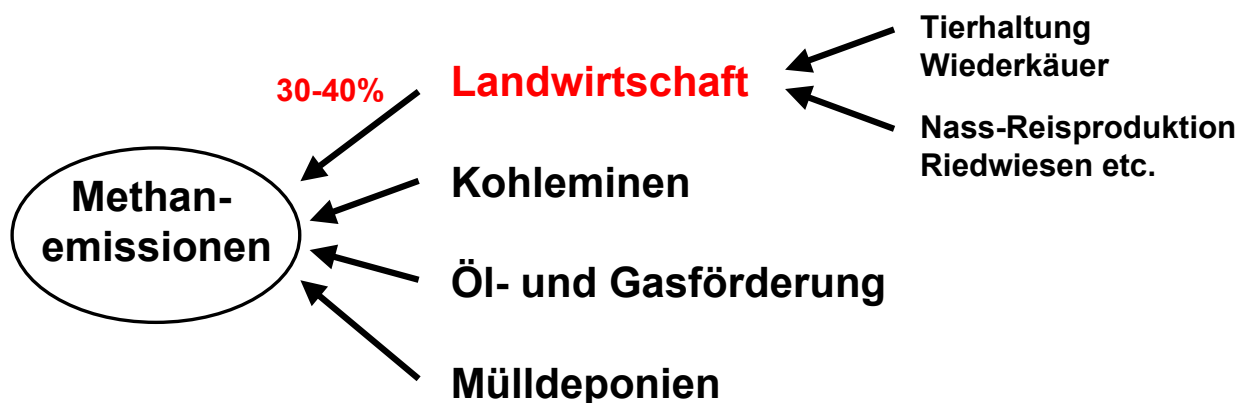 Tierhaltung
Wiederkäuer
30-40%
Landwirtschaft
Nass-Reisproduktion
Riedwiesen etc.
Methan-
emissionen
Kohleminen
Öl- und Gasförderung
Mülldeponien